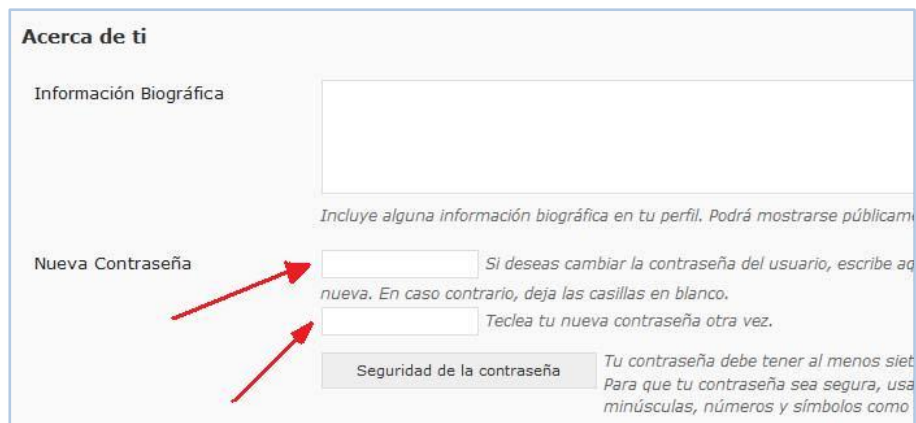 Acerca de ti
Información Biográfica
Incluye alguna información biográfica en tu perfil. Podrá mostrarse públicam
Nueva Contraseña
Si deseas cambiar la contraseña del usuario, escribe aq
nueva. En caso contrario, deja las casillas en blanco.
Teclea tu nueva contraseña otra vez.
Seguridad de la contraseña
Tu contraseña debe tener al menos siet
Para que tu contraseña sea segura, usa
minúsculas, números y símbolos como